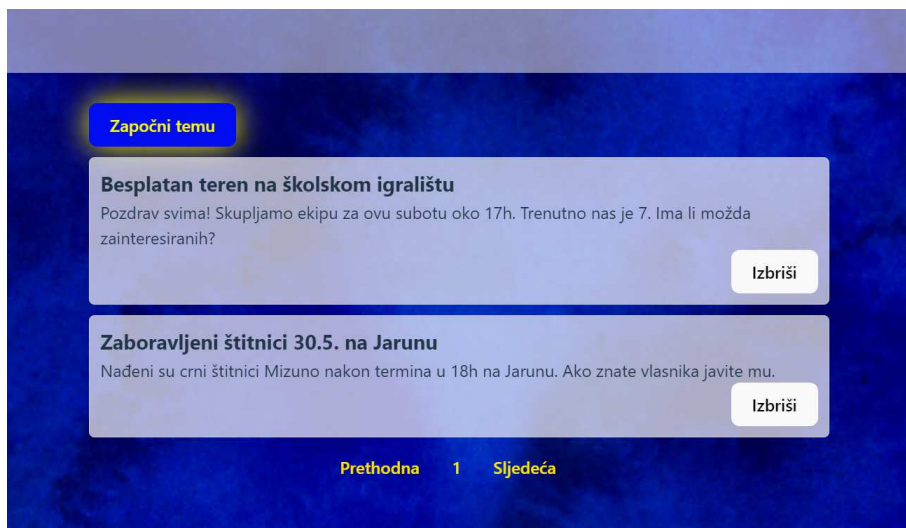 Započni temu
Besplatan teren na školskom igralištu
Pozdrav svima! Skupljamo ekipu za ovu subotu oko 17h. Trenutno nas je 7. Ima li možda
zainteresiranih?
Izbriši
Zaboravljeni štitnici 30.5. na Jarunu
Nađeni su crni štitnici Mizuno nakon termina u 18h na Jarunu. Ako znate vlasnika javite mu.
Izbriši
Prethodna 1 Sljedeća